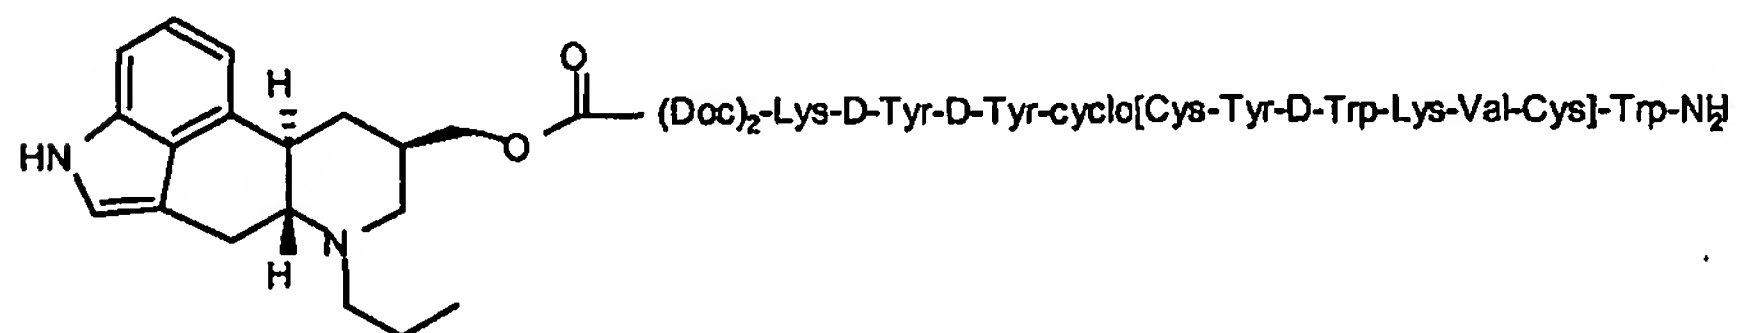 O
H
(Doc)2-Lys-D-Tyr-D-Tyr-cyclo[Cys-Tyr-D-Trp-Lys-Val-Cys]-Trp-NH2
O
HN
N
H